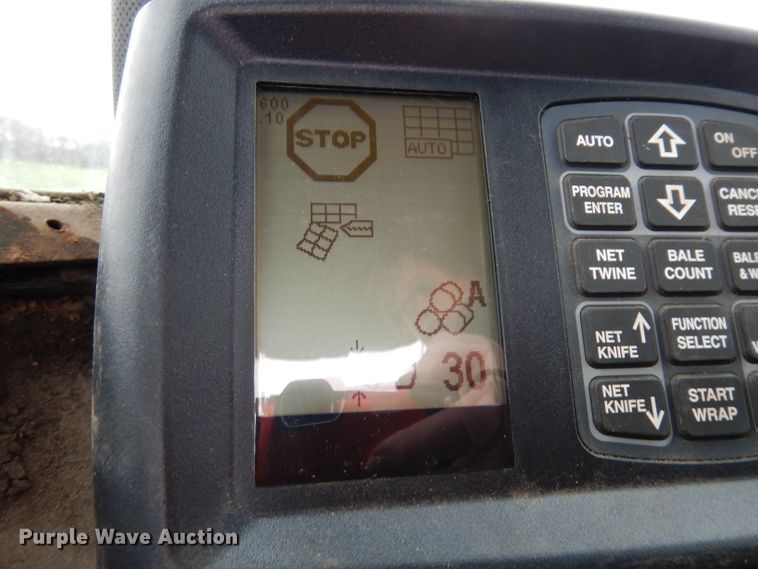 600
.10
STOP
AUTO
A
30
AUTO
ON
OFF
PROGRAM
ENTER
NET
TWINE
BALE
COUNT
NET
KNIFE
FUNCTION
SELECT
NET
KNIFE
START
WRAP
Purple Wave Auction